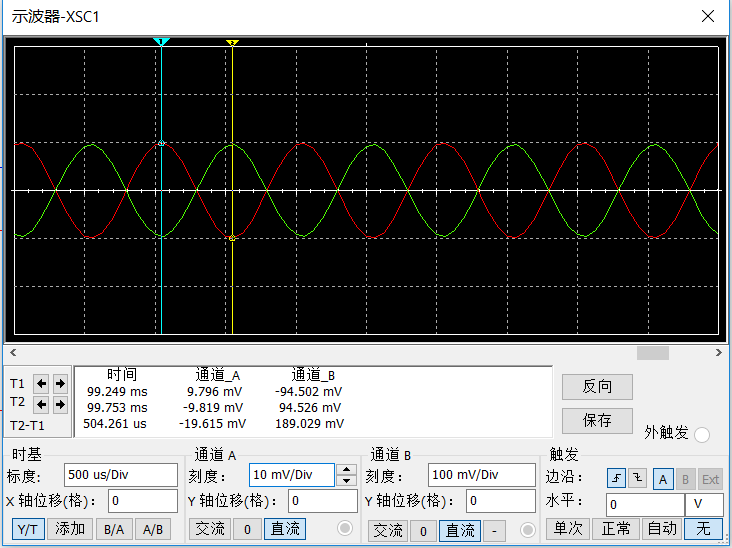 示波器-XSC1
1
2
时间 通道_A 通道_B
T1 99.249 ms 9.796 mV -94.502 mV
T2 99.753 ms -9.819 mV 94.526 mV
T2-T1 504.261 us -19.615 mV 189.029 mV
反向
保存
外触发
时基 通道 A 通道 B 触发
标度: 500 us/Div 刻度: 10 mV/Div 刻度: 100 mV/Div 边沿: A B Ext
X 轴位移(格): 0 Y 轴位移(格): 0 Y 轴位移(格): 0 水平: 0 V
Y/T 添加 B/A A/B 交流 0 直流 交流 0 直流 - 单次 正常 自动 无